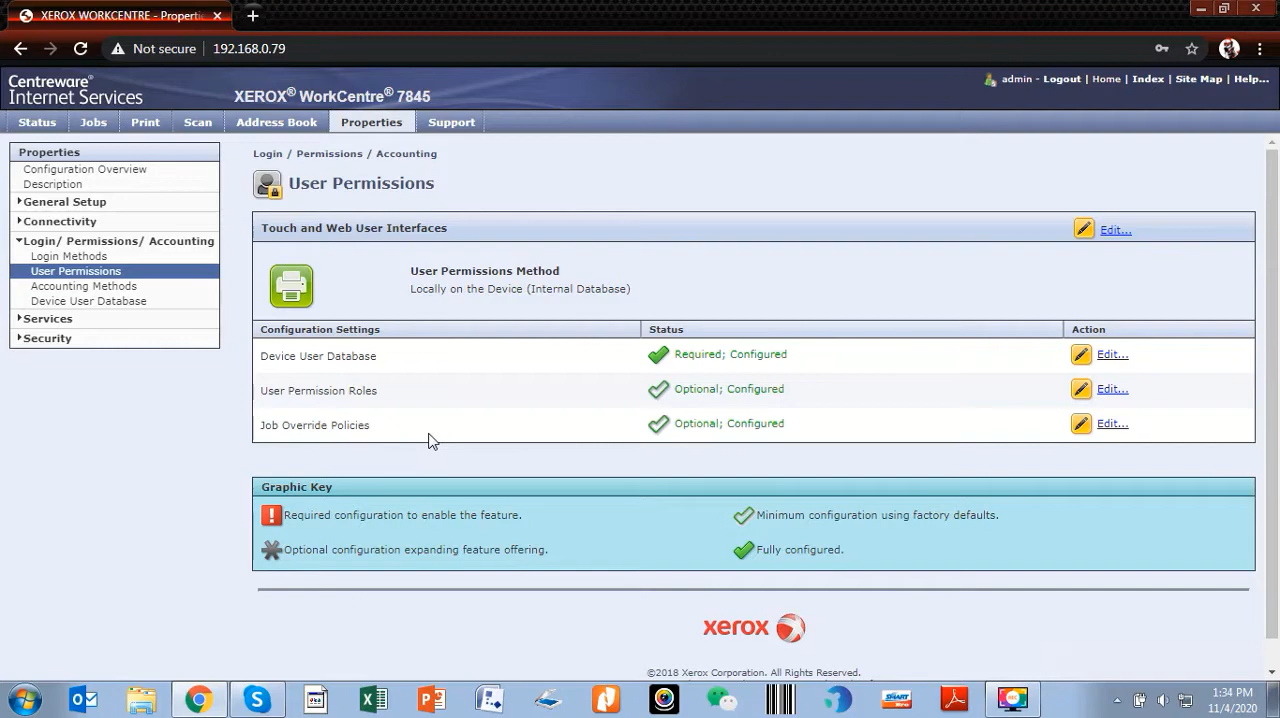 XEROX WORKCENTRE - Properti
Not secure
192.168.0.79
Centreware®
Internet Services
XEROX® WorkCentre® 7845
admin - Logout | Home | Index | Site Map | Help...
Status
Jobs
Print
Scan
Address Book
Properties
Support
Properties
Configuration Overview
Description
General Setup
Connectivity
Login/ Permissions/ Accounting
Login Methods
User Permissions
Accounting Methods
Device User Database
Services
Security
Login / Permissions / Accounting
User Permissions
Touch and Web User Interfaces
Edit...
User Permissions Method
Locally on the Device (Internal Database)
Configuration Settings
Status
Action
Device User Database
Required; Configured
Edit...
User Permission Roles
Optional; Configured
Edit...
Job Override Policies
Optional; Configured
Edit...
Graphic Key
Required configuration to enable the feature.
Minimum configuration using factory defaults.
Optional configuration expanding feature offering.
Fully configured.
xerox
©2018 Xerox Corporation. All Rights Reserved.
1:34 PM
11/4/2020